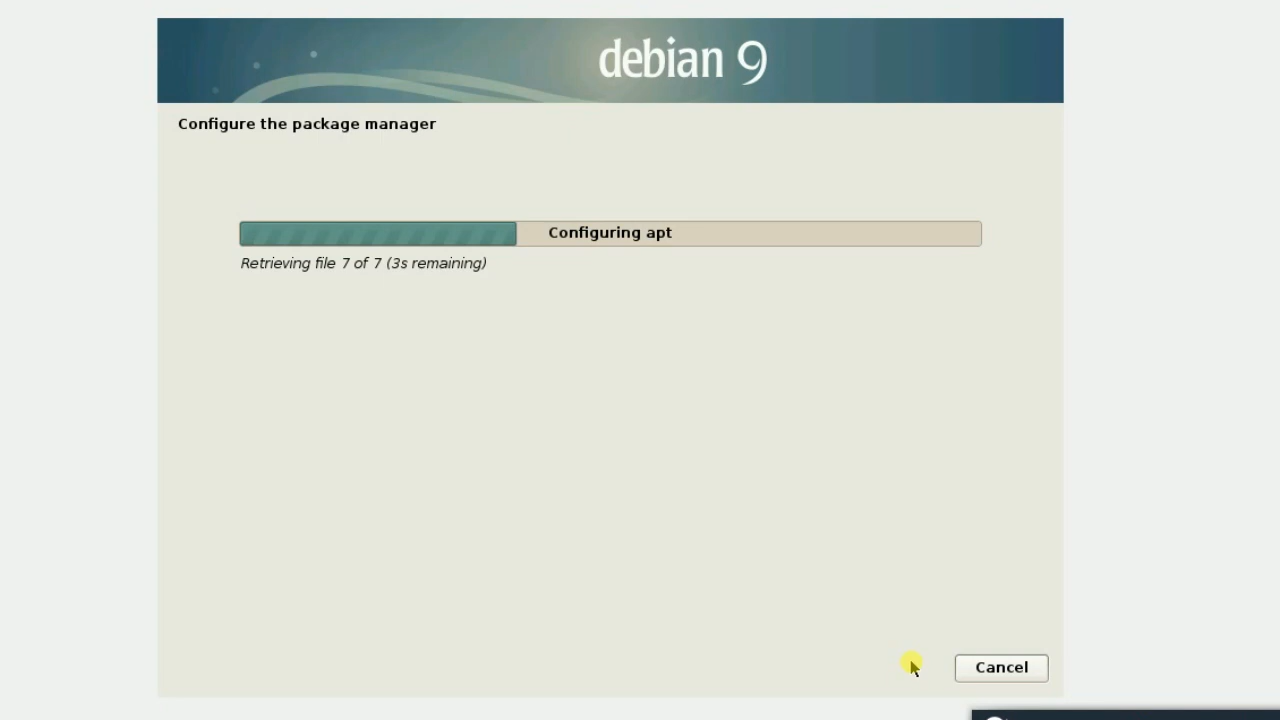 debian 9
Configure the package manager
Configuring apt
Retrieving file 7 of 7 (3s remaining)
Cancel